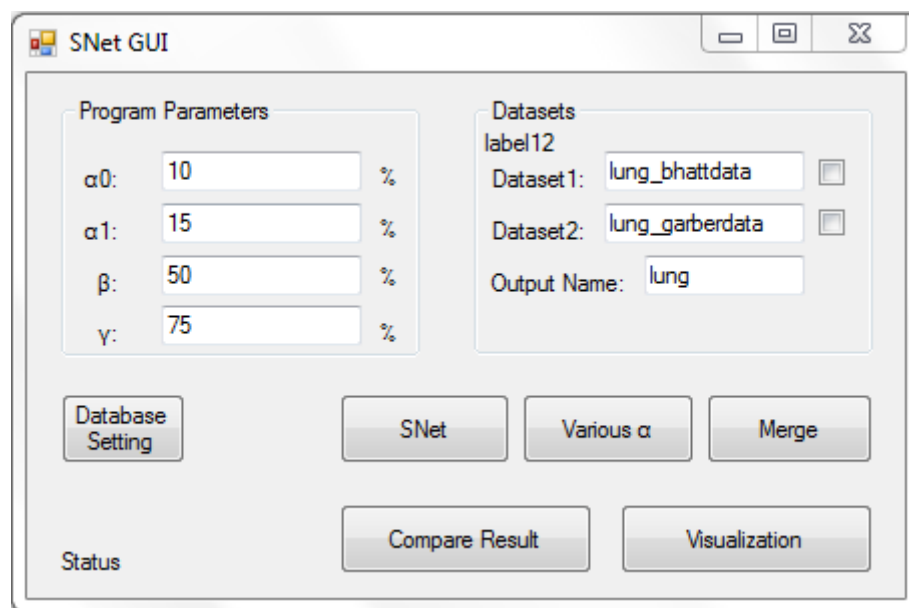 SNet GUI
Program Parameters
α0: 10 %
α1: 15 %
β: 50 %
γ: 75 %
Datasets
label12
Dataset1: lung_bhattdata
Dataset2: lung_garberdata
Output Name: lung
Database
Setting
SNet
Various α
Merge
Compare Result
Visualization
Status